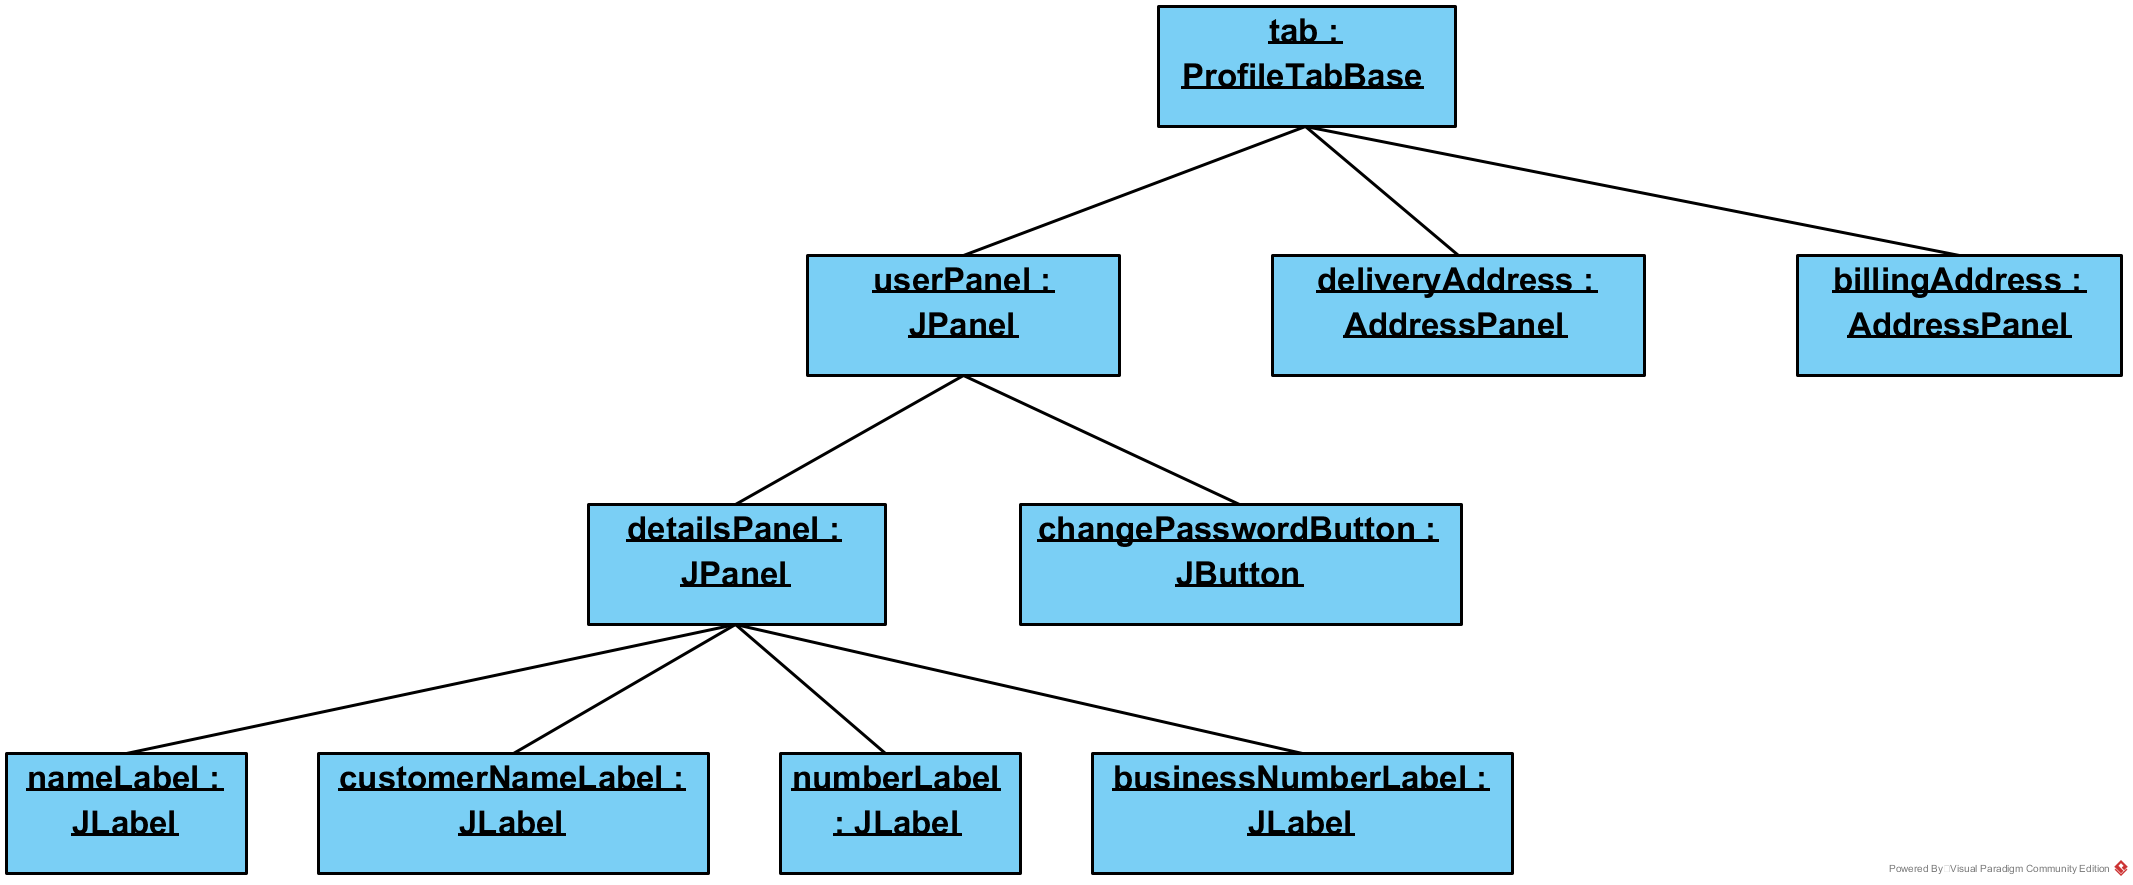 tab :
ProfileTabBase
userPanel :
JPanel
deliveryAddress :
AddressPanel
billingAddress :
AddressPanel
detailsPanel :
JPanel
changePasswordButton :
JButton
nameLabel :
JLabel
customerNameLabel :
JLabel
numberLabel
: JLabel
businessNumberLabel :
JLabel
Powered By Visual Paradigm Community Edition